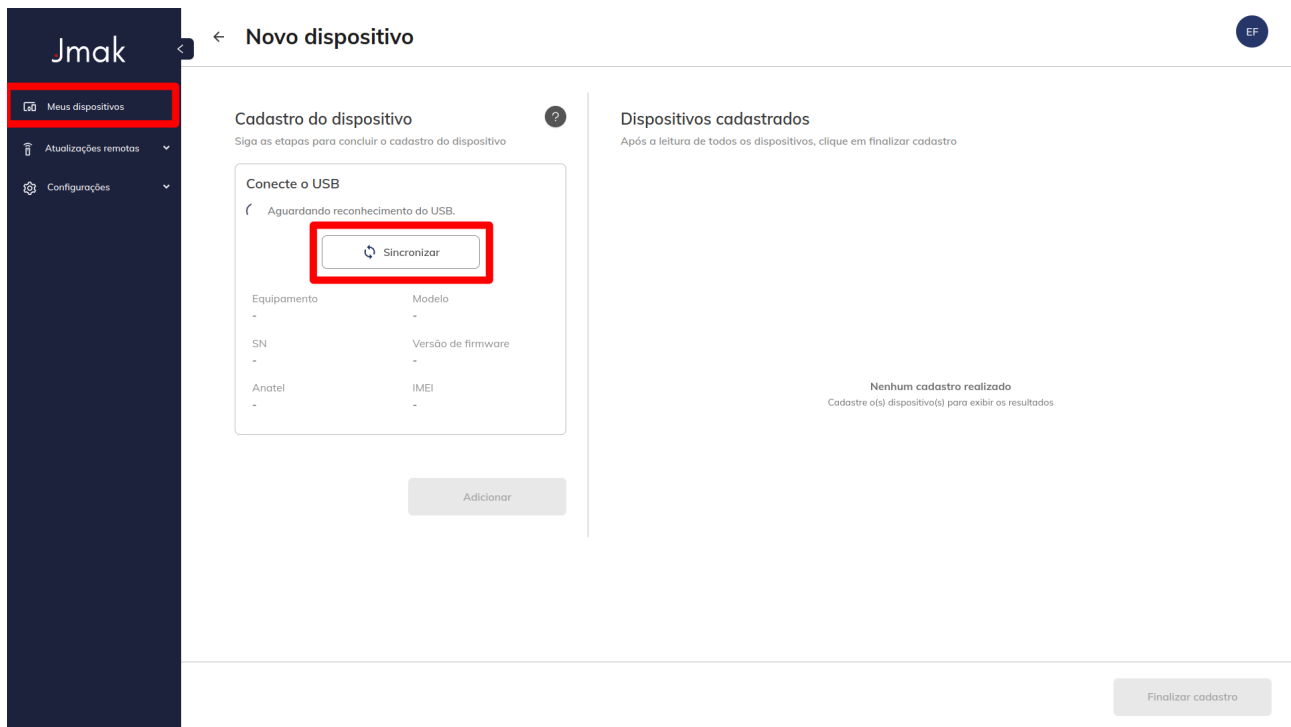 Jmak
Meus dispositivos
Atualizações remotas
Configurações
Novo dispositivo
EF
Cadastro do dispositivo
?
Siga as etapas para concluir o cadastro do dispositivo
Conecte o USB
Aguardando reconhecimento do USB.
Sincronizar
Equipamento Modelo
- -
SN Versão de firmware
- -
Anatel IMEI
- -
Adicionar
Dispositivos cadastrados
Após a leitura de todos os dispositivos, clique em finalizar cadastro
Nenhum cadastro realizado
Cadastre o(s) dispositivo(s) para exibir os resultados
Finalizar cadastro